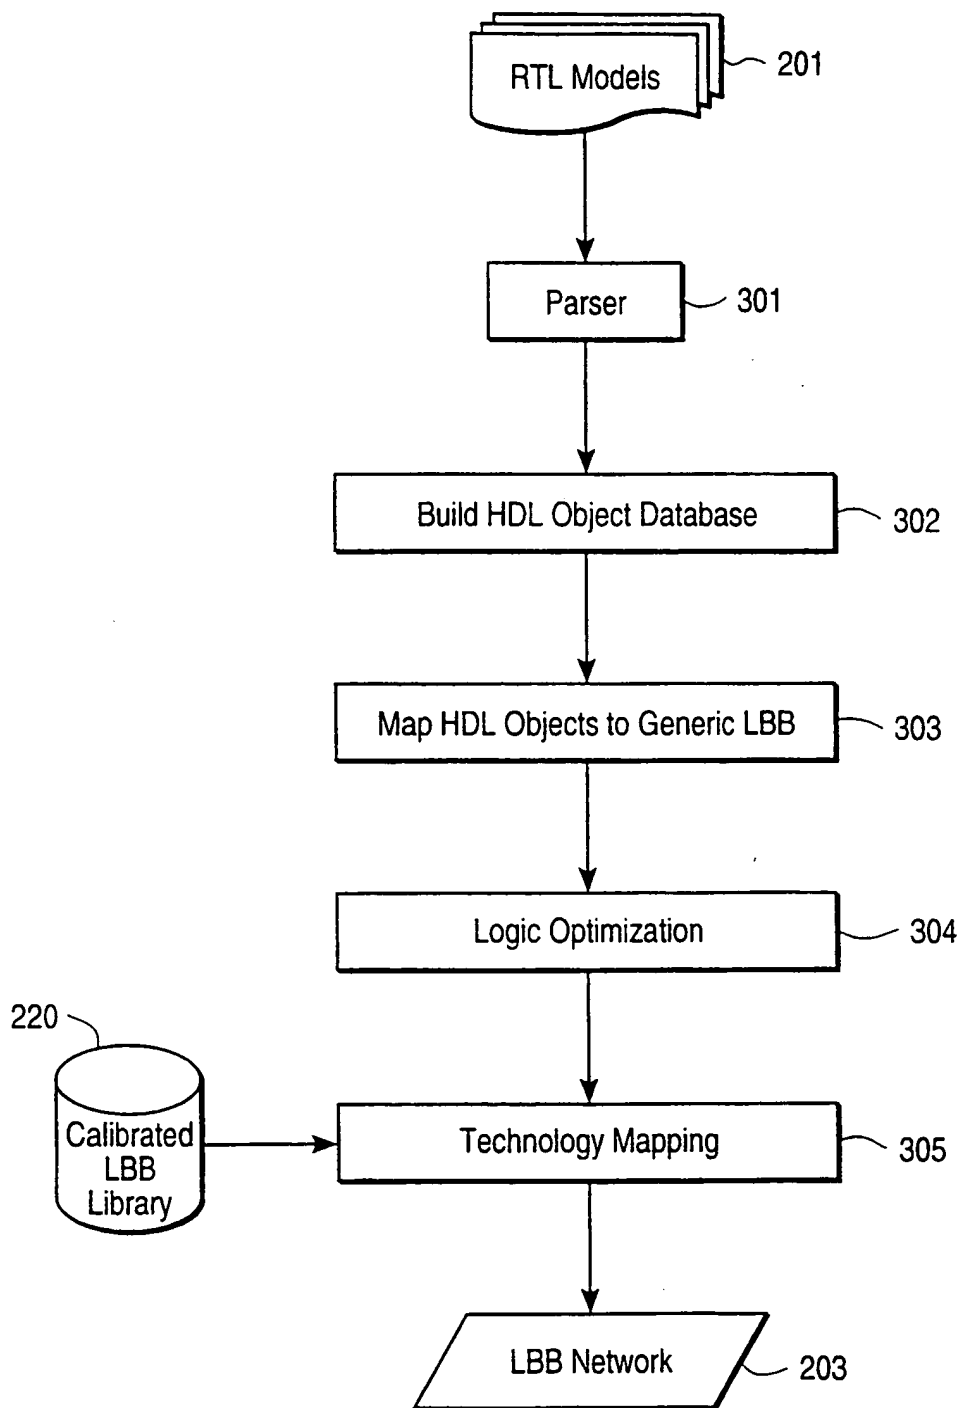 RTL Models
201
Parser
301
Build HDL Object Database
302
Map HDL Objects to Generic LBB
303
Logic Optimization
304
220
Calibrated
LBB
Library
Technology Mapping
305
LBB Network
203